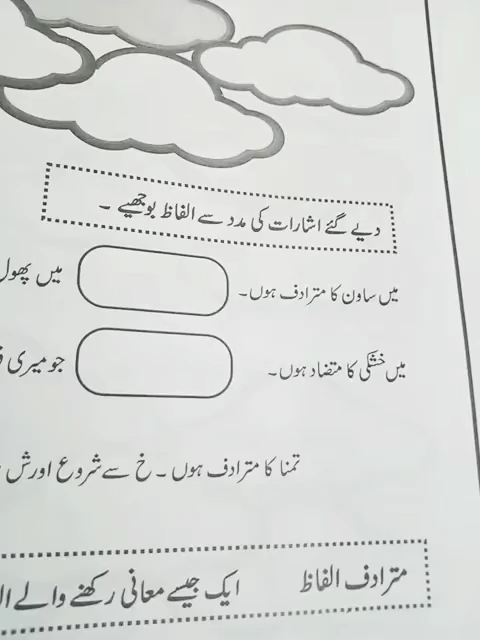 دیے گئے اشارات کی مدد سے الفاظ بوجھیے ۔
میں ساون کا مترادف ہوں۔ میں پھول
میں خشکی کا متضاد ہوں۔ جو میری
تمنا کا مترادف ہوں ۔ خ سے شروع اور ش
مترادف الفاظ ایک جیسے معانی رکھنے والے